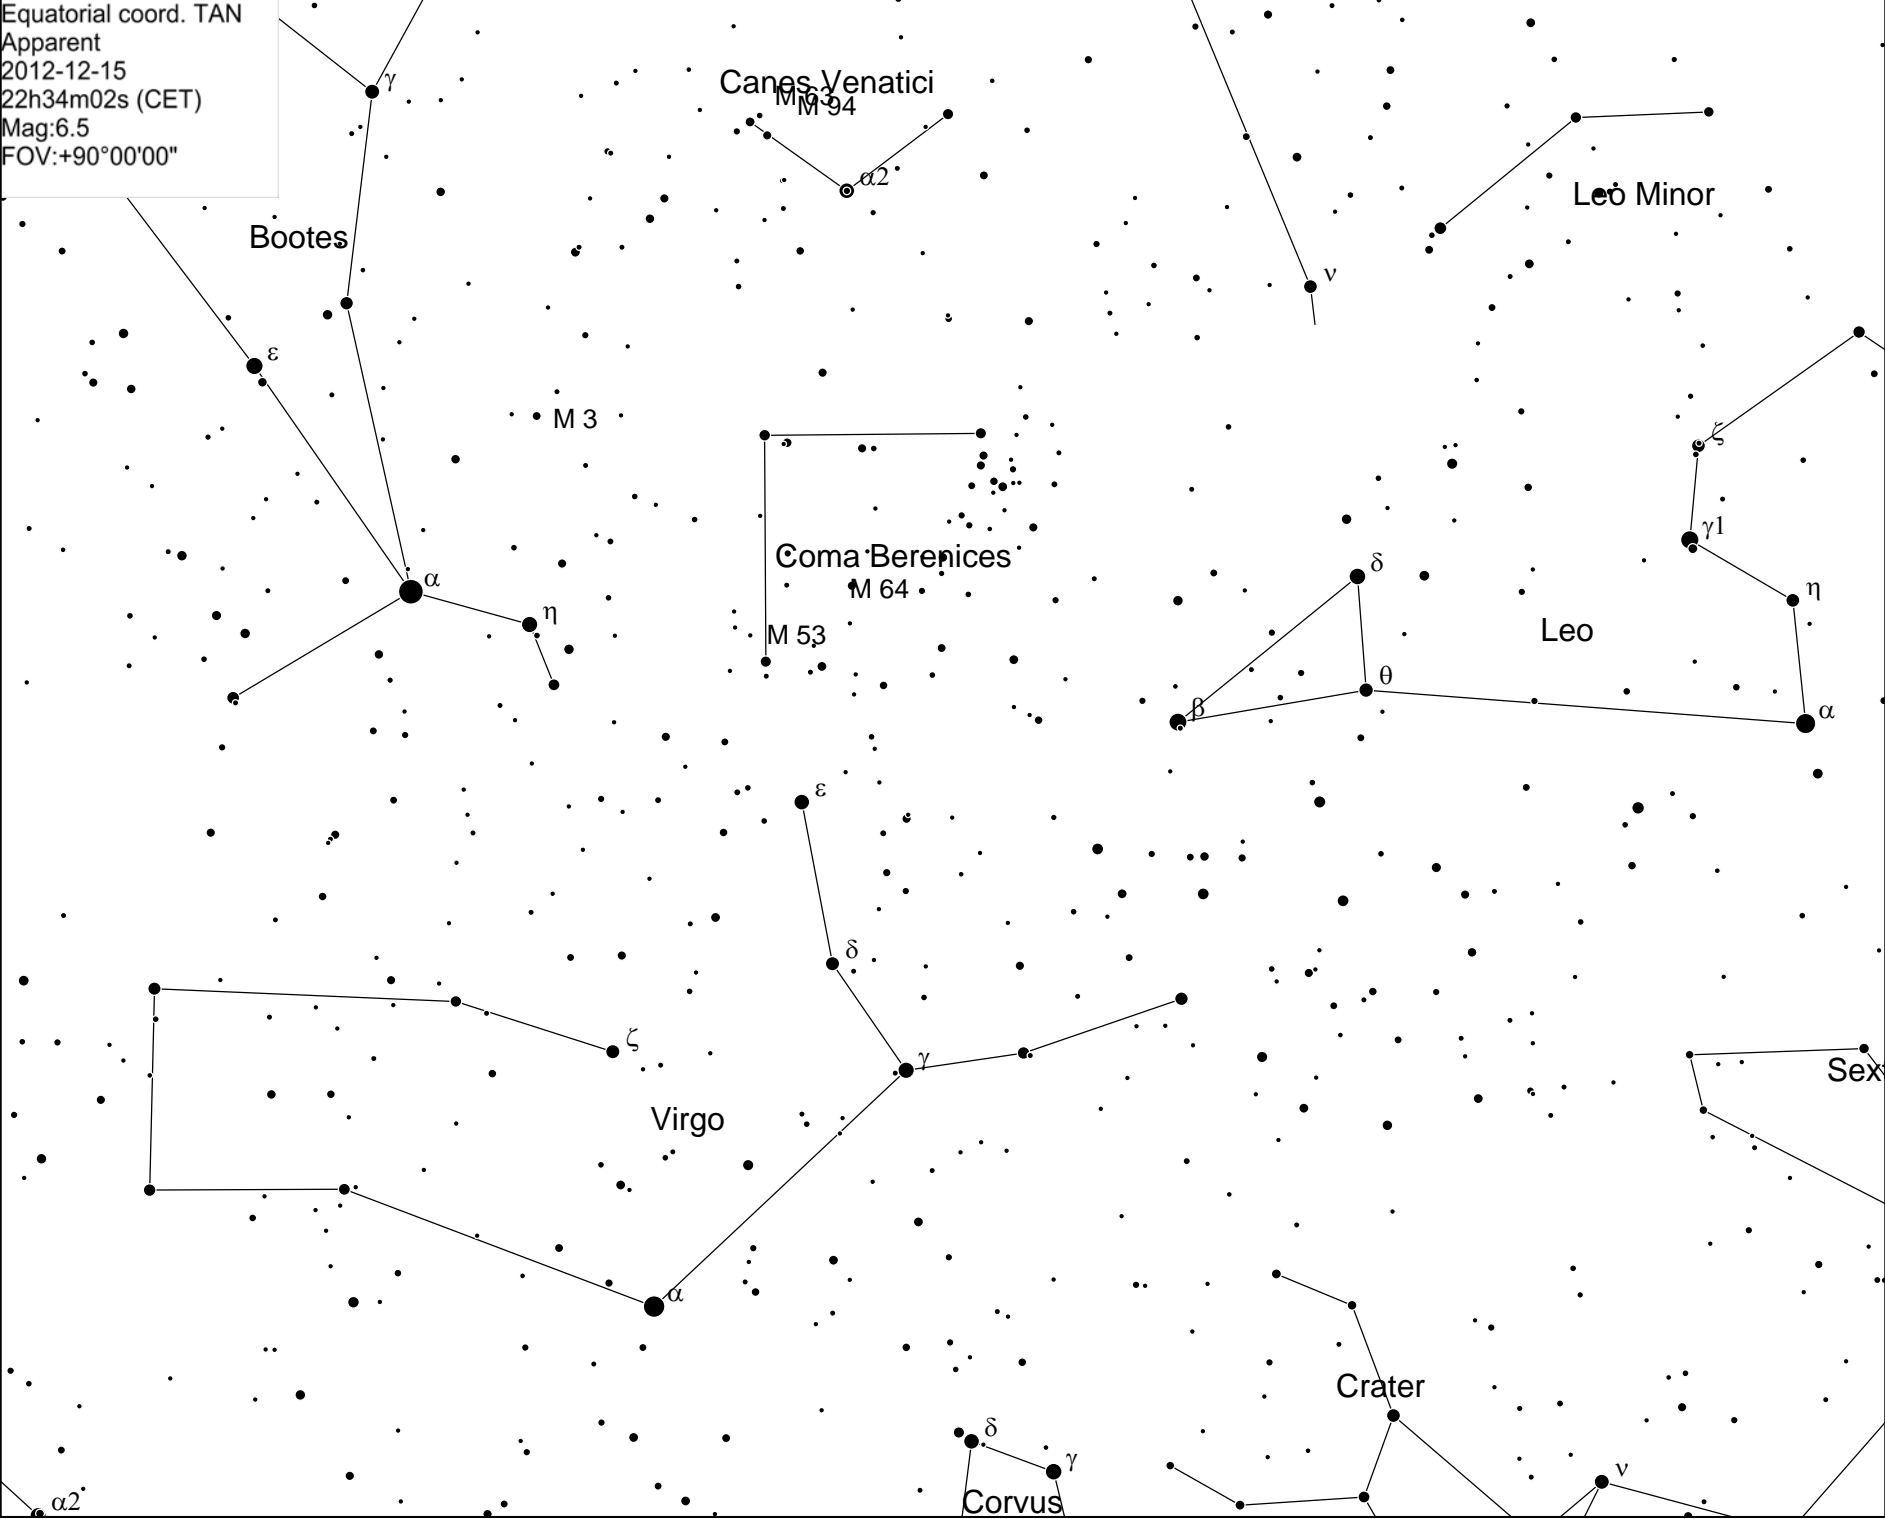 Equatorial coord. TAN
Apparent
2012-12-15
22h34m02s (CET)
Mag:6.5
FOV:+90°00'00"
γ
Canes Venatici
M 63
M 94
α2
Leo Minor
Bootes
ν
ε
M 3
ζ
γ1
Coma Berenices
δ
α
M 64
η
η
Leo
M 53
θ
β
α
ε
δ
ζ
γ
Sex
Virgo
α
Crater
δ
γ
ν
Corvus
α2